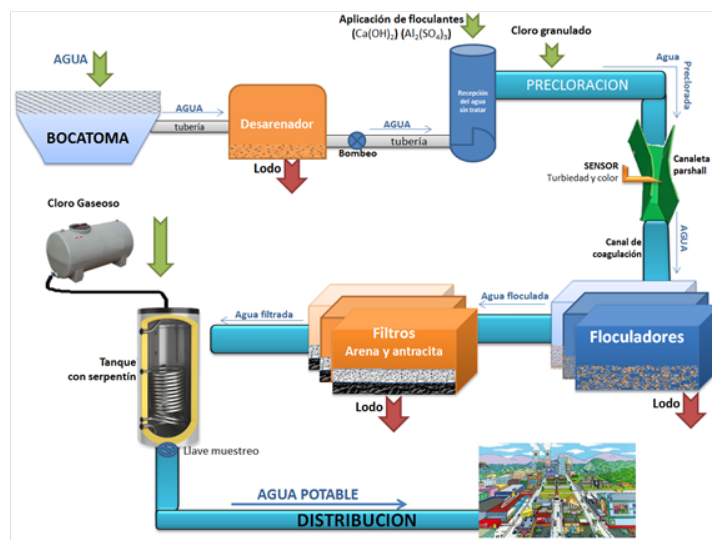 Aplicación de floculantes
(Ca(OH)₂) (Al₂(SO₄)₃)
Cloro granulado
AGUA
BOCATOMA
AGUA
tubería
Desarenador
Lodo
Bombeo
AGUA
tubería
Recepción
del agua
sin tratar
PRECLORACION
Agua
Preclorada
SENSOR
Turbiedad y color
Canaleta
parshall
Canal de
coagulación
AGUA
Floculadores
Lodo
Agua floculada
Filtros
Arena y antracita
Lodo
Agua filtrada
Cloro Gaseoso
Tanque
con serpentín
Llave muestreo
AGUA POTABLE
DISTRIBUCION